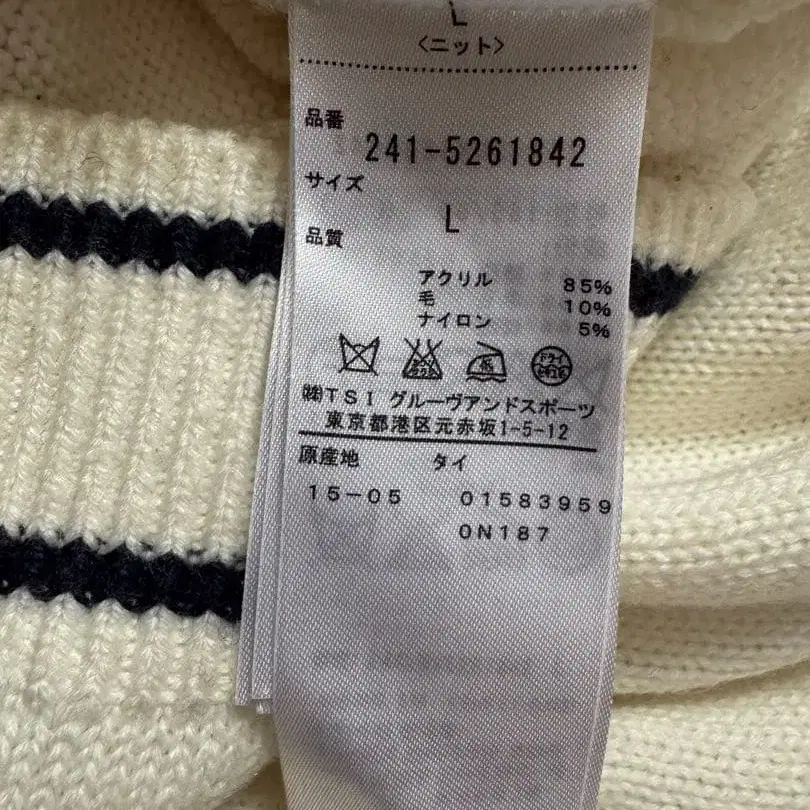 L
〈ニット〉
品番
241-5261842
サイズ
L
品質
アクリル 85%
毛 10%
ナイロン 5%
ドライ
㈱TSI グルーヴアンドスポーツ
東京都港区元赤坂1-5-12
原産地 タイ
15-05 01583959
0N187